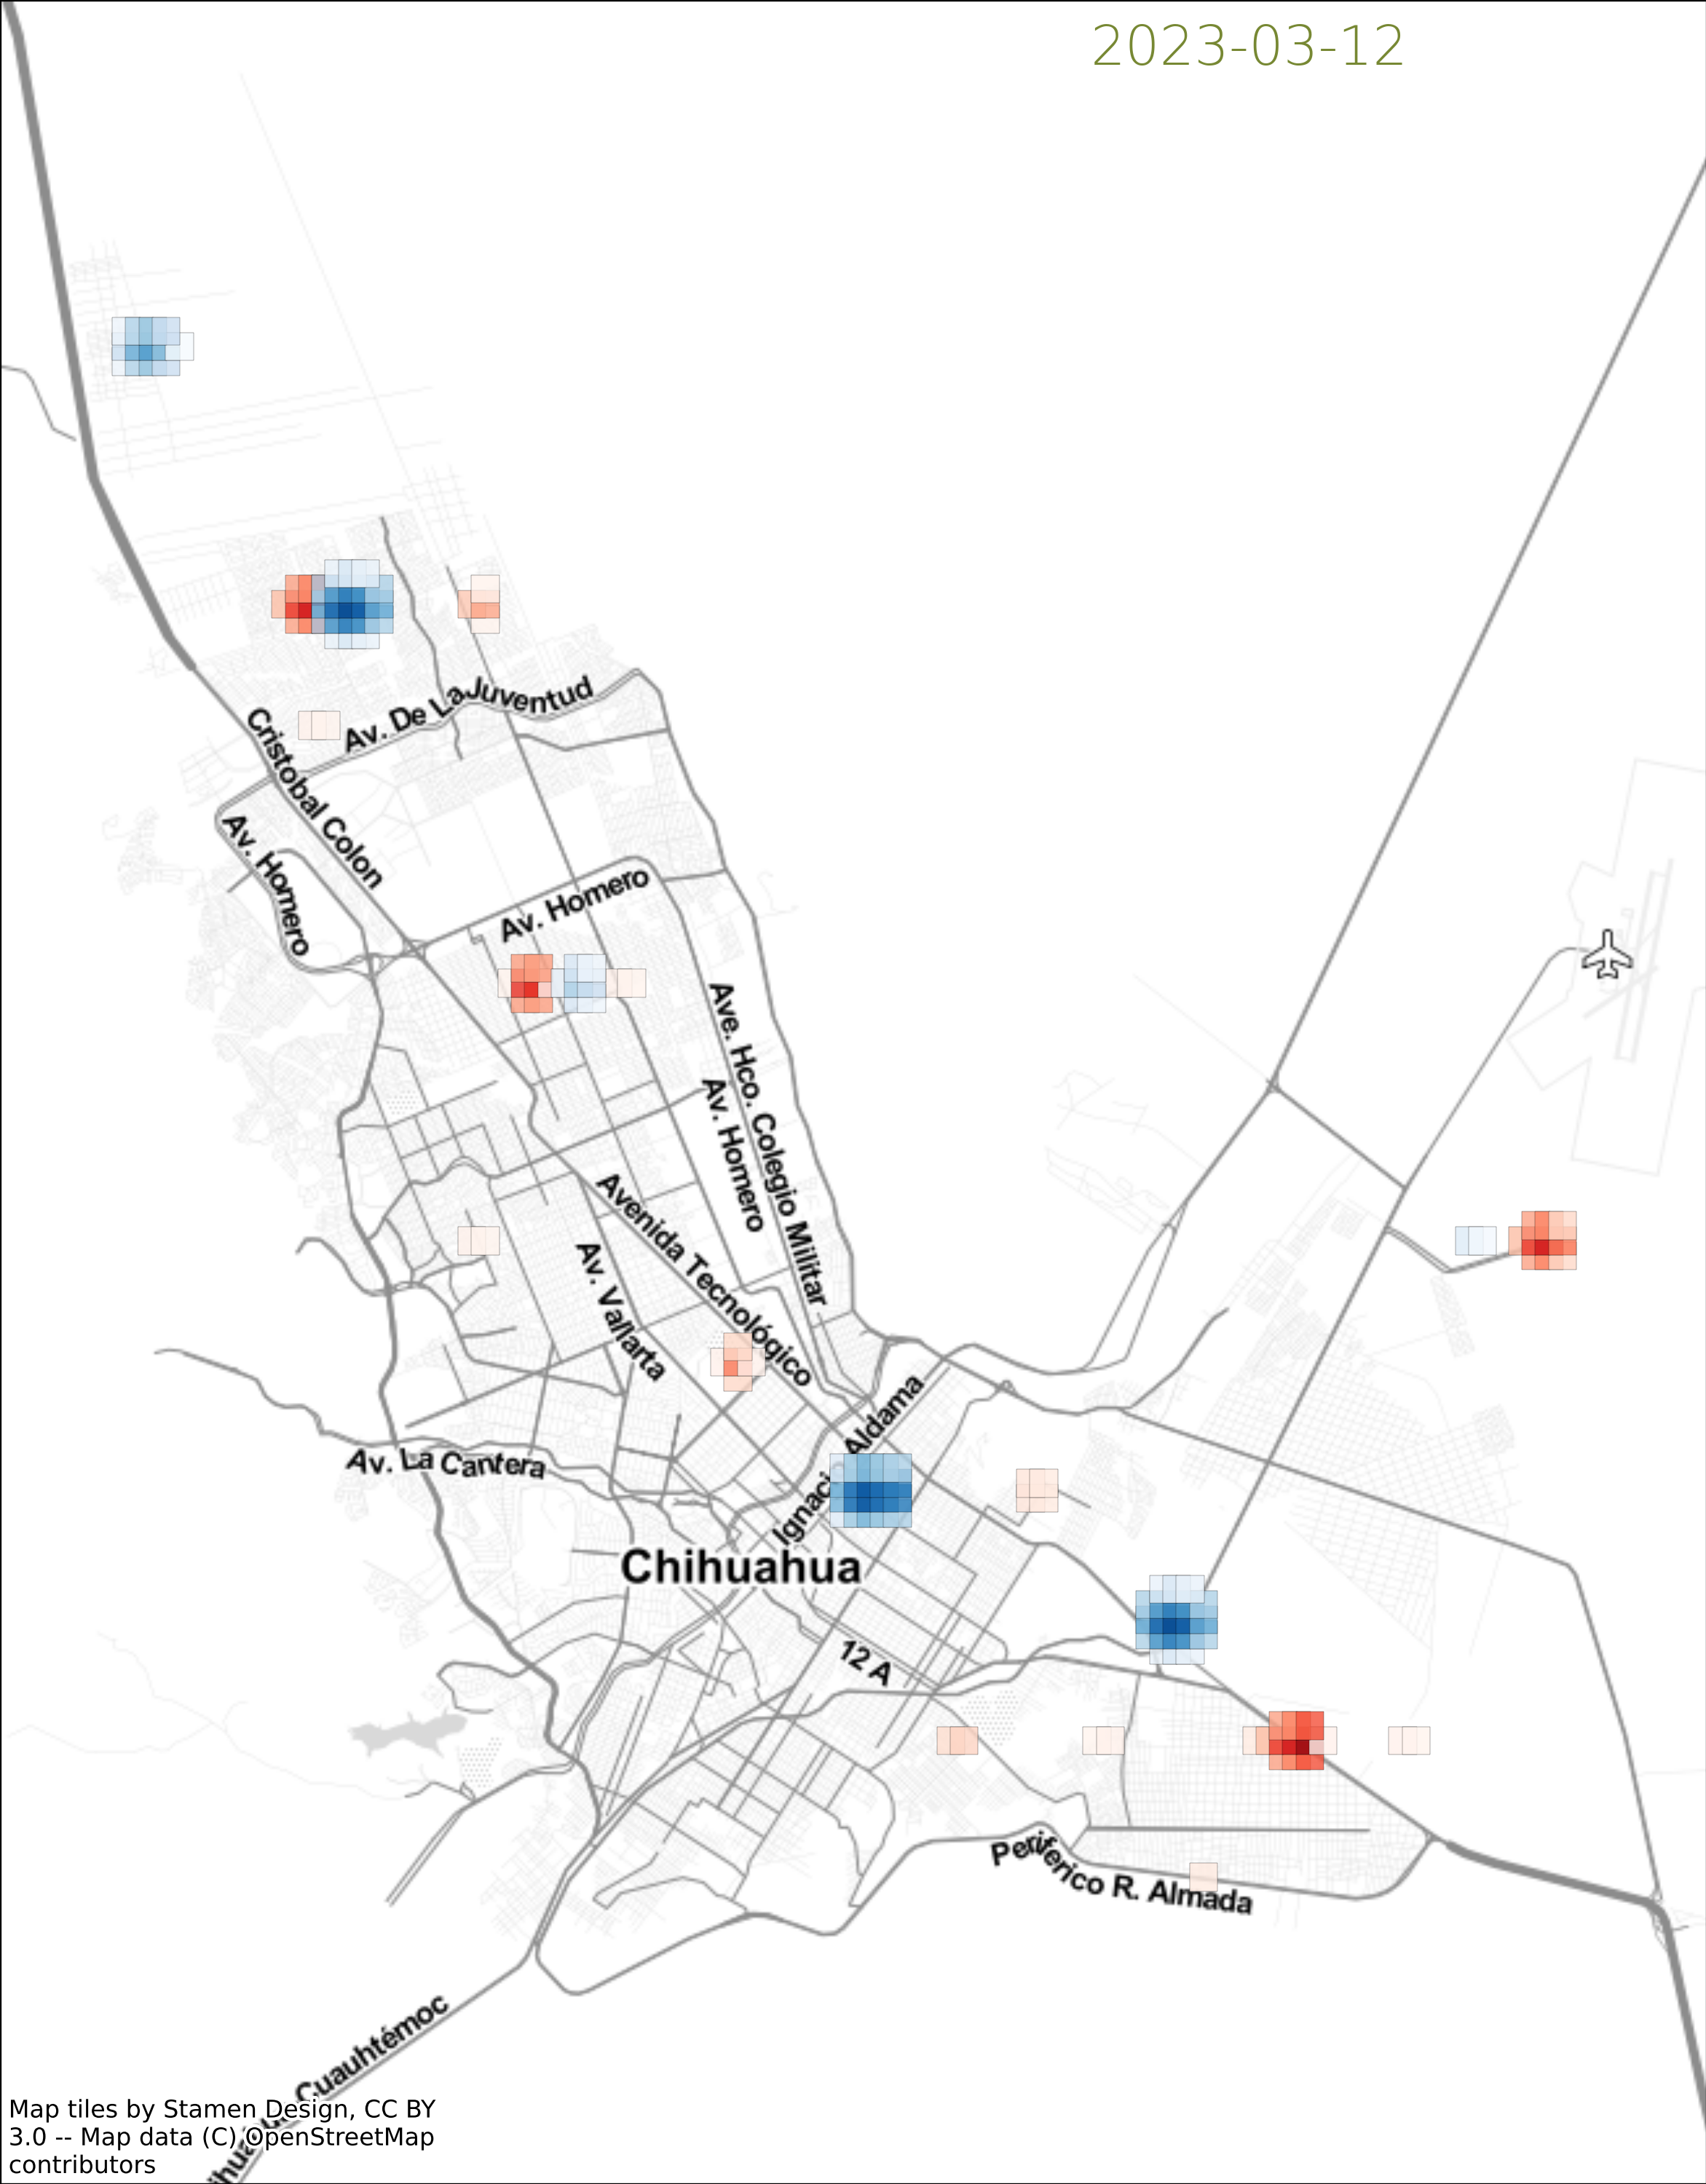 2023-03-12
Av. De La Juventud
Cristobal Colon
Av. Homero
Av. Homero
Ave. Hco. Colegio Militar
Av. Homero
Avenida Tecnológico
Av. Vallarta
Aldama
Av. La Cantera
Chihuahua
12 A
Periferico R. Almada
Cuauhtémoc
Map tiles by Stamen Design, CC BY
3.0 -- Map data (C) OpenStreetMap
contributors